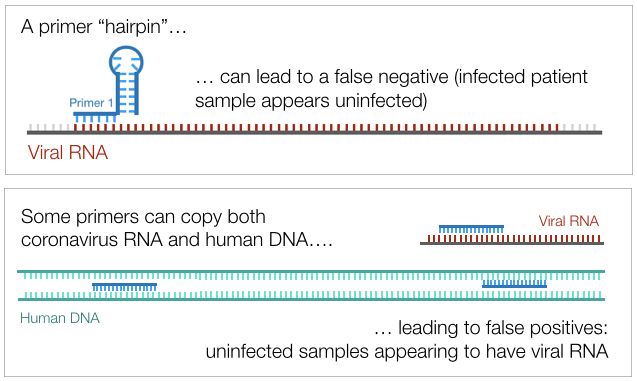 A primer “hairpin”…
… can lead to a false negative (infected patient
sample appears uninfected)
Primer 1
Viral RNA
Some primers can copy both
coronavirus RNA and human DNA….
Viral RNA
Human DNA
… leading to false positives:
uninfected samples appearing to have viral RNA